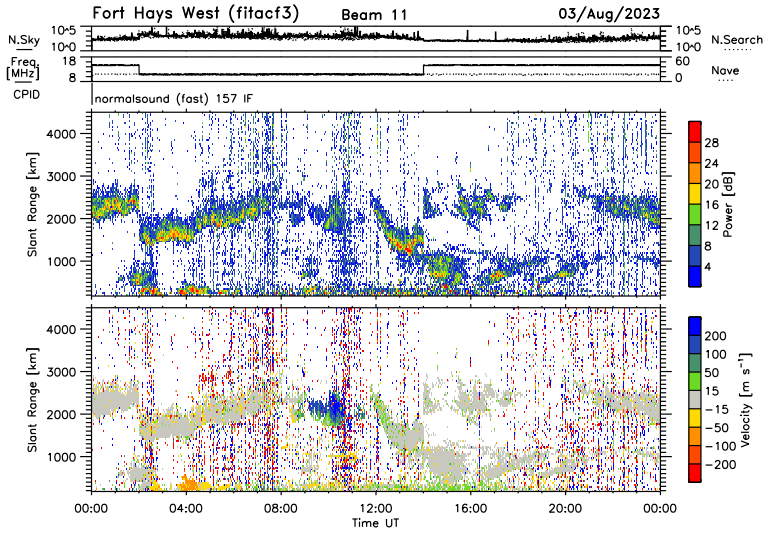 Fort Hays West (fitacf3) Beam 11 03/Aug/2023
N.Sky 10^5 10^0 10^5 10^0 N.Search
Freq. [MHz] 18 8 60 0 Nave
CPID normalsound (fast) 157 IF
Slant Range [km] 4000 3000 2000 1000
Power [dB] 28 24 20 16 12 8 4
Slant Range [km] 4000 3000 2000 1000
Velocity [m s⁻¹] 200 100 50 15 −15 −50 −100 −200
00:00 04:00 08:00 12:00 16:00 20:00 00:00
Time UT